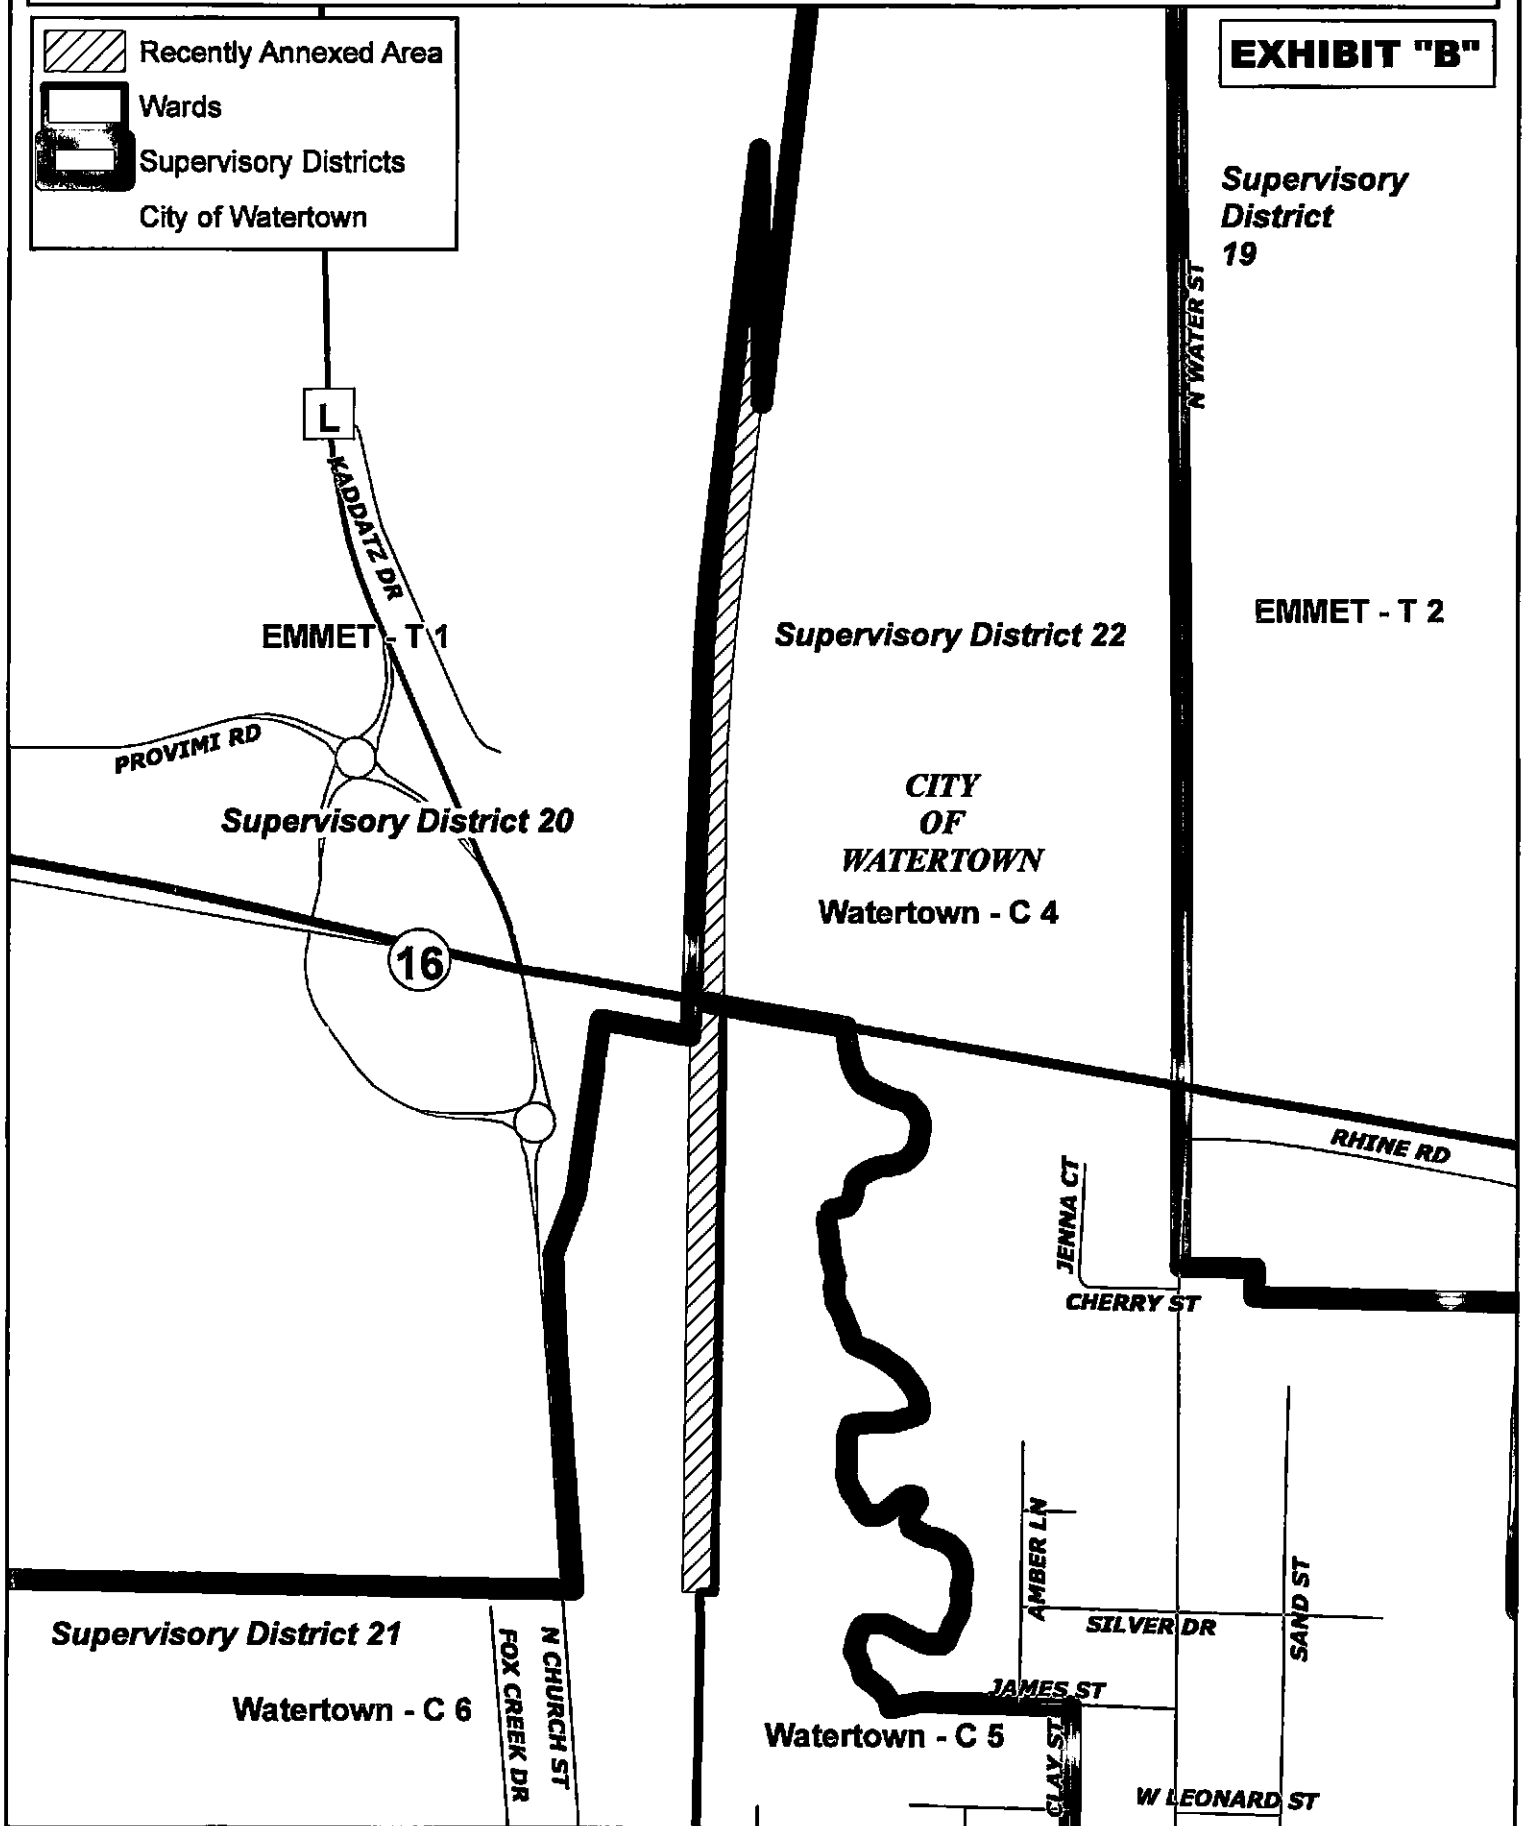 Recently Annexed Area
Wards
Supervisory Districts
City of Watertown
EXHIBIT "B"
Supervisory
District
19
N WATER ST
L
KADDATZ DR
EMMET - T 1
Supervisory District 22
EMMET - T 2
PROVIMI RD
Supervisory District 20
CITY
OF
WATERTOWN
Watertown - C 4
16
RHINE RD
JENNA CT
CHERRY ST
AMBER LN
SAND ST
SILVER DR
Supervisory District 21
FOX CREEK DR
N CHURCH ST
JAMES ST
Watertown - C 6
Watertown - C 5
CLAY ST
W LEONARD ST